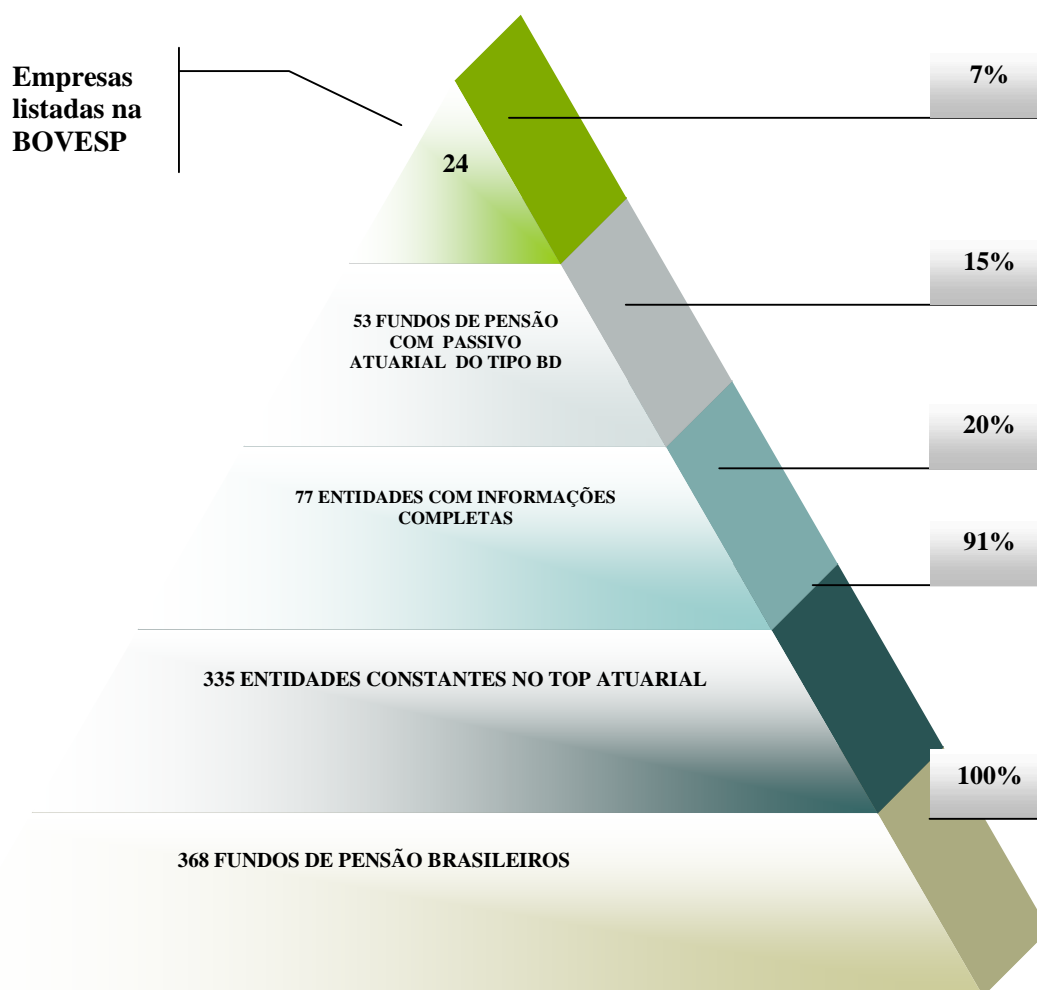 Empresas
listadas na
BOVESP
7%
24
15%
53 FUNDOS DE PENSÃO
COM PASSIVO
ATUARIAL DO TIPO BD
20%
77 ENTIDADES COM INFORMAÇÕES
COMPLETAS
91%
335 ENTIDADES CONSTANTES NO TOP ATUARIAL
100%
368 FUNDOS DE PENSÃO BRASILEIROS